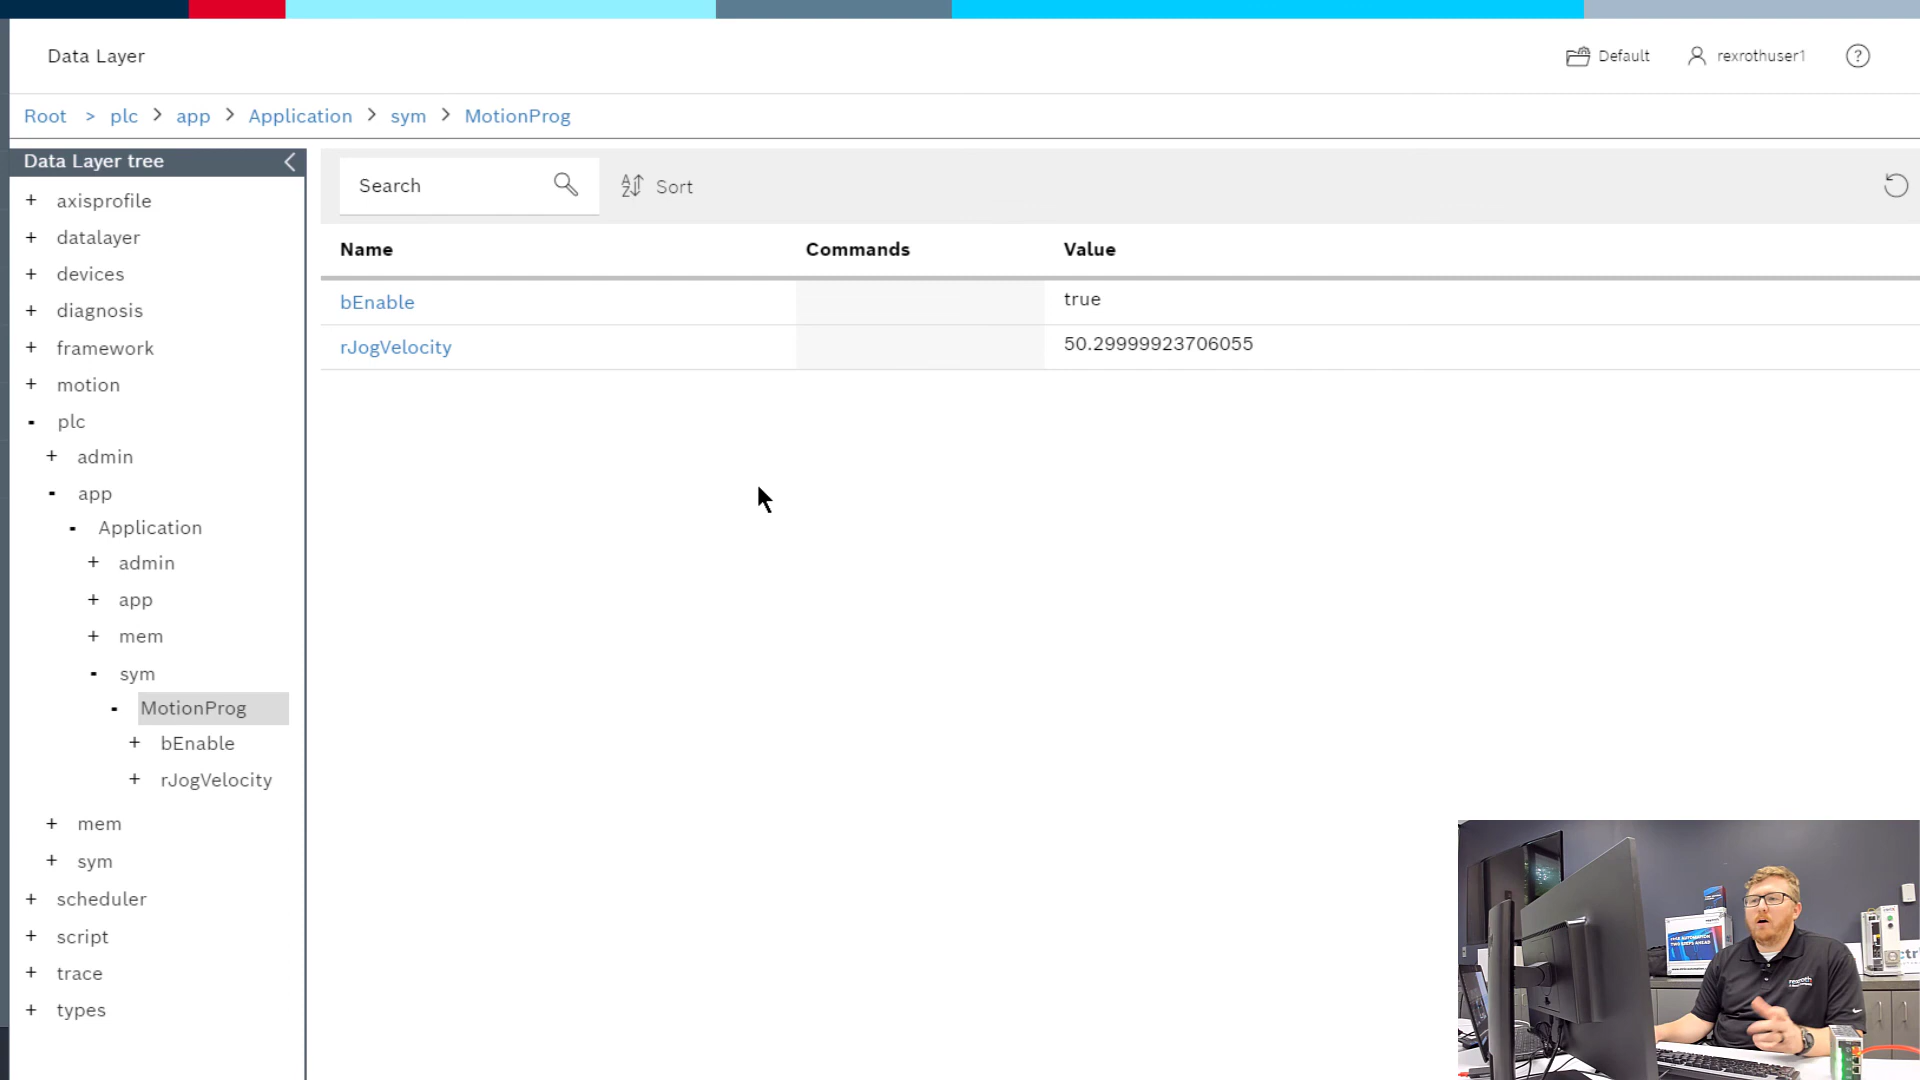 Data Layer
Default
rexrothuser1
?
Root > plc > app > Application > sym > MotionProg
Data Layer tree
+ axisprofile
+ datalayer
+ devices
+ diagnosis
+ framework
+ motion
- plc
+ admin
- app
- Application
+ admin
+ app
+ mem
- sym
- MotionProg
+ bEnable
+ rJogVelocity
+ mem
+ sym
+ scheduler
+ script
+ trace
+ types
Search
Sort
Name Commands Value
bEnable true
rJogVelocity 50.29999923706055
rexroth